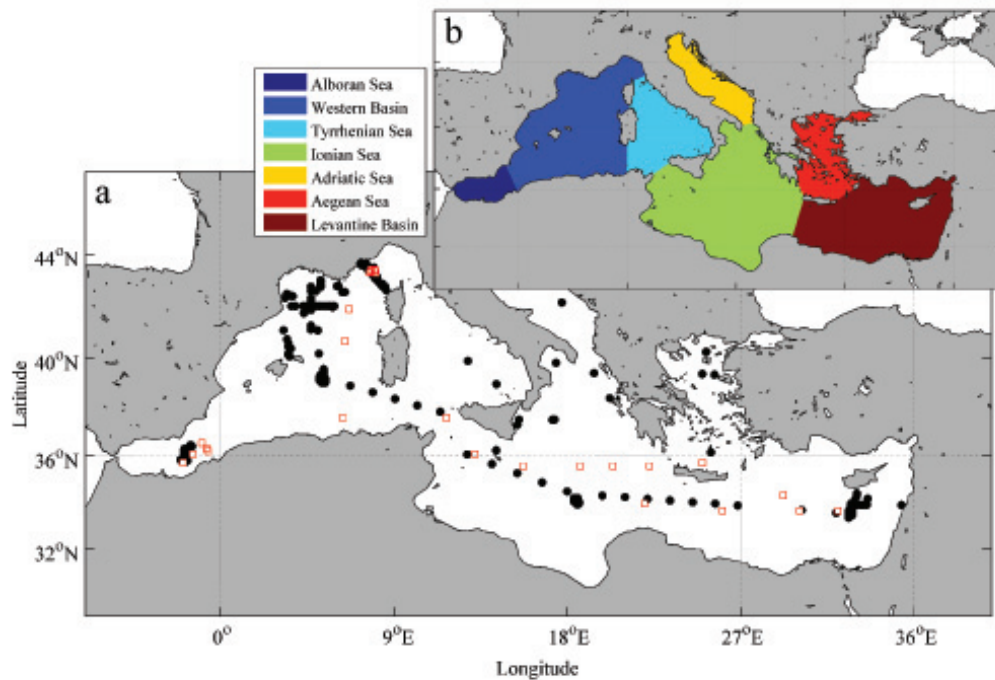 b
Alboran Sea
Western Basin
Tyrrhenian Sea
Ionian Sea
Adriatic Sea
Aegean Sea
Levantine Basin
a
44°N
40°N
36°N
32°N
Latitude
0° 9°E 18°E 27°E 36°E
Longitude